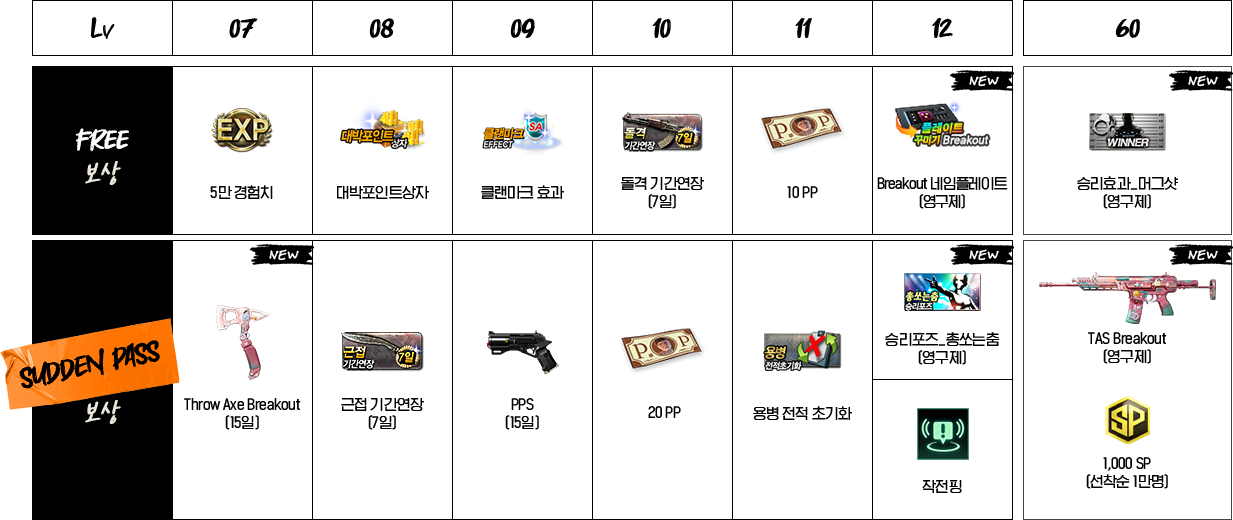 Lv 07 08 09 10 11 12 60
FREE
보상
EXP
5만 경험치
대박포인트
상자
대박포인트상자
클랜마크
EFFECT
SA
클랜마크 효과
돌격
기간연장
7일
돌격 기간연장
(7일)
P P
10 PP
NEW
플레이트
꾸미기 Breakout
Breakout 네임플레이트
(영구제)
NEW
WINNER
승리효과_머그샷
(영구제)
SUDDEN PASS
보상
NEW
Throw Axe Breakout
(15일)
근접
기간연장
7일
근접 기간연장
(7일)
PPS
(15일)
P P
20 PP
용병
전적초기화
용병 전적 초기화
NEW
총쏘는춤
승리포즈
승리포즈_총쏘는춤
(영구제)
작전핑
NEW
TAS Breakout
(영구제)
SP
1,000 SP
(선착순 1만명)